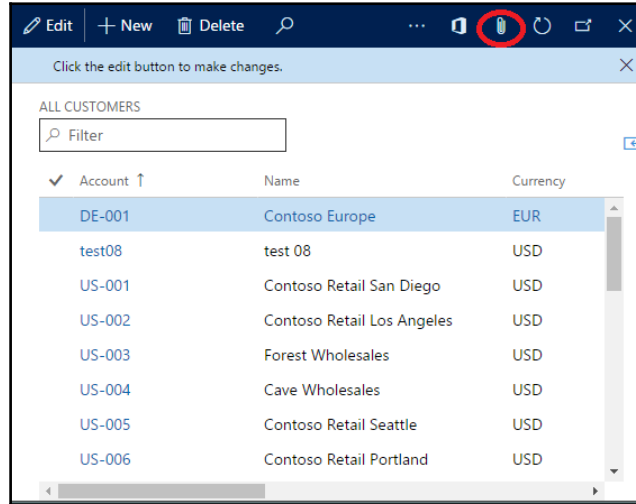 Edit + New Delete ...
Click the edit button to make changes.
ALL CUSTOMERS
Filter
Account ↑ Name Currency
DE-001 Contoso Europe EUR
test08 test 08 USD
US-001 Contoso Retail San Diego USD
US-002 Contoso Retail Los Angeles USD
US-003 Forest Wholesales USD
US-004 Cave Wholesales USD
US-005 Contoso Retail Seattle USD
US-006 Contoso Retail Portland USD